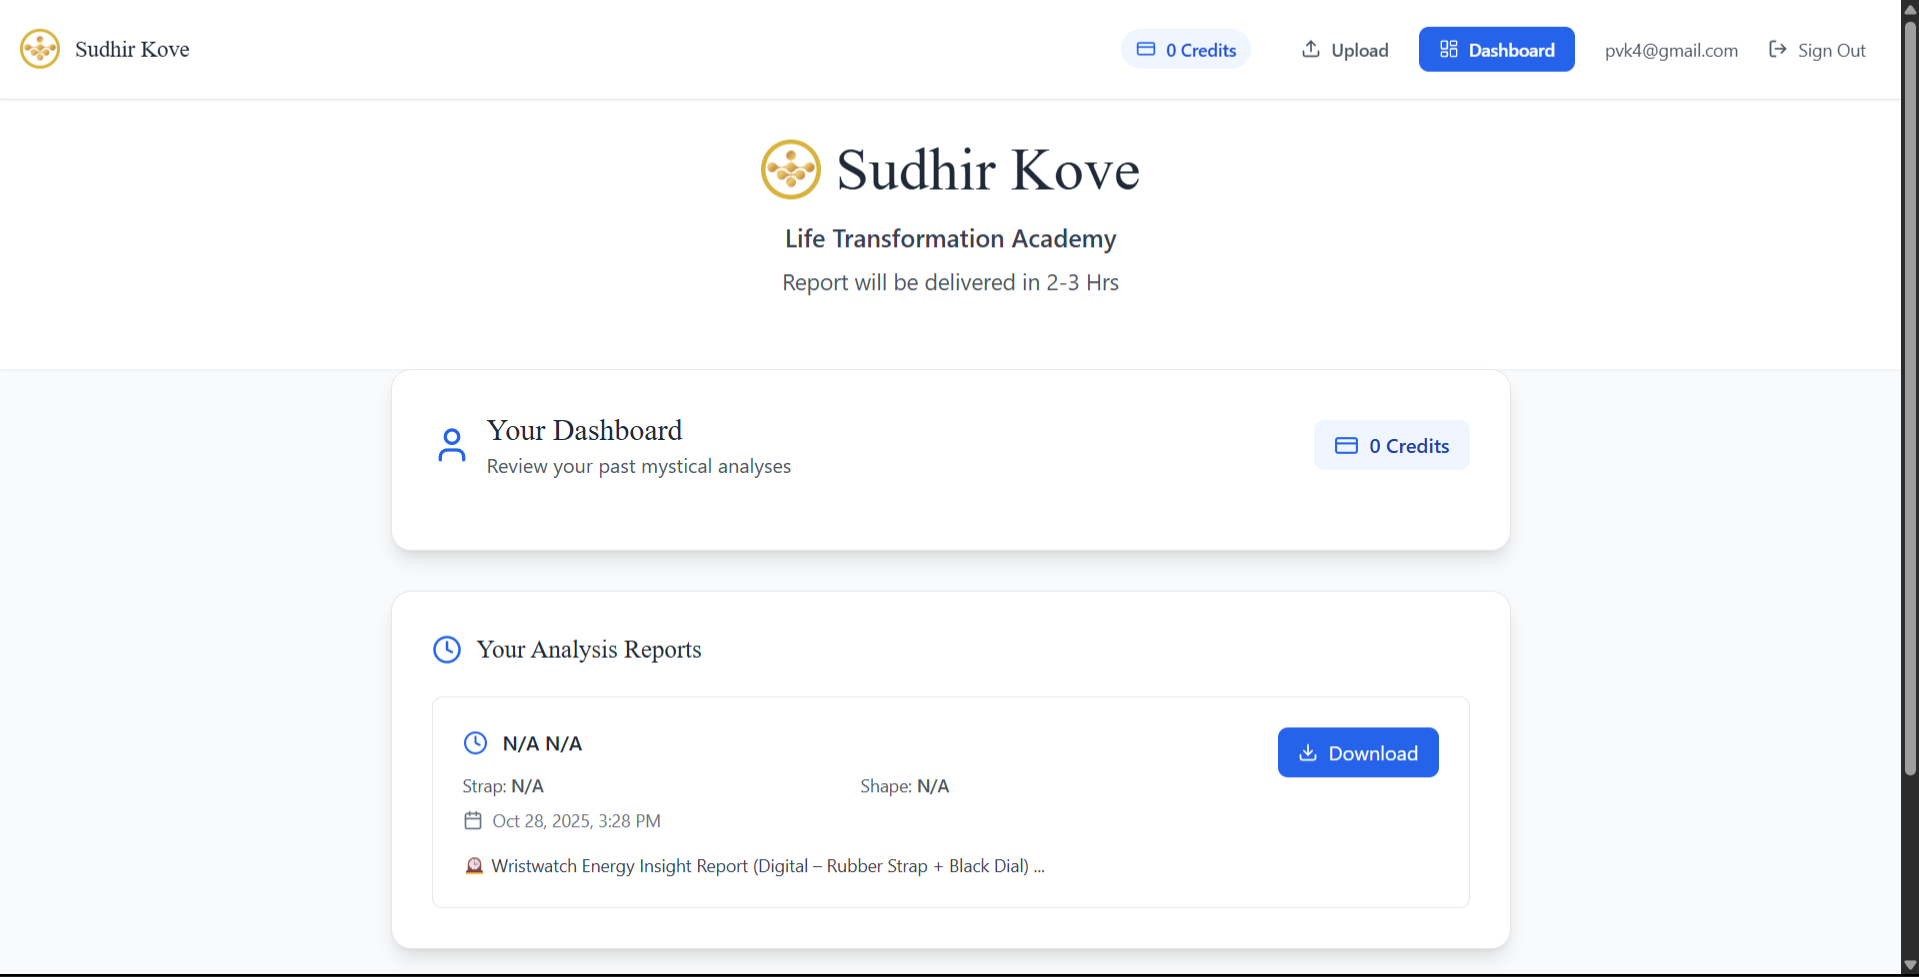 Sudhir Kove
0 Credits
Upload
Dashboard
pvk4@gmail.com
Sign Out
Sudhir Kove
Life Transformation Academy
Report will be delivered in 2-3 Hrs
Your Dashboard
Review your past mystical analyses
0 Credits
Your Analysis Reports
N/A N/A
Download
Strap: N/A
Shape: N/A
Oct 28, 2025, 3:28 PM
Wristwatch Energy Insight Report (Digital – Rubber Strap + Black Dial) ...